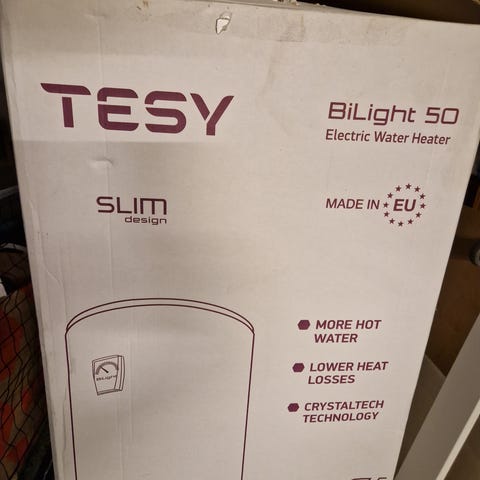 TESY
BiLight 50
Electric Water Heater
SLIM
design
MADE IN EU
BiLight
MORE HOT
WATER
LOWER HEAT
LOSSES
CRYSTALTECH
TECHNOLOGY